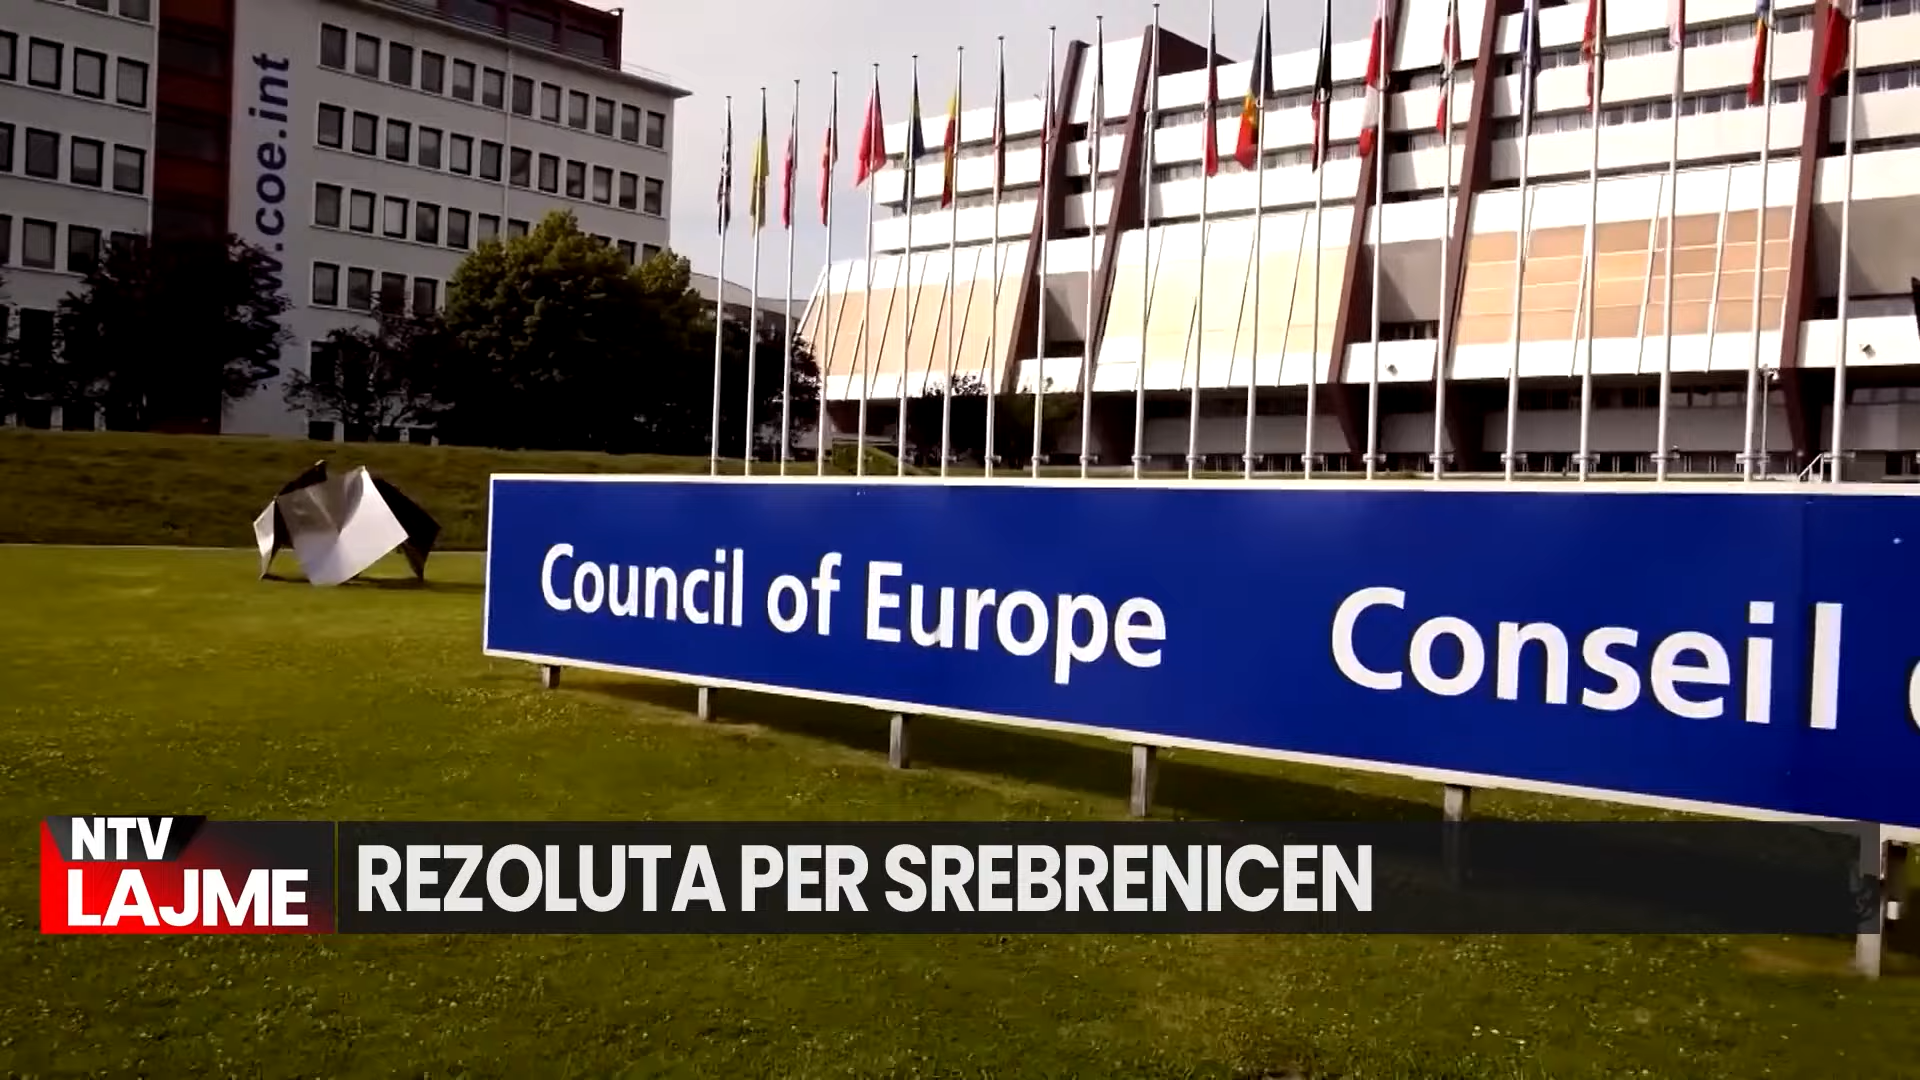 www.coe.int
Council of Europe Conseil
NTV
LAJME
REZOLUTA PER SREBRENICEN